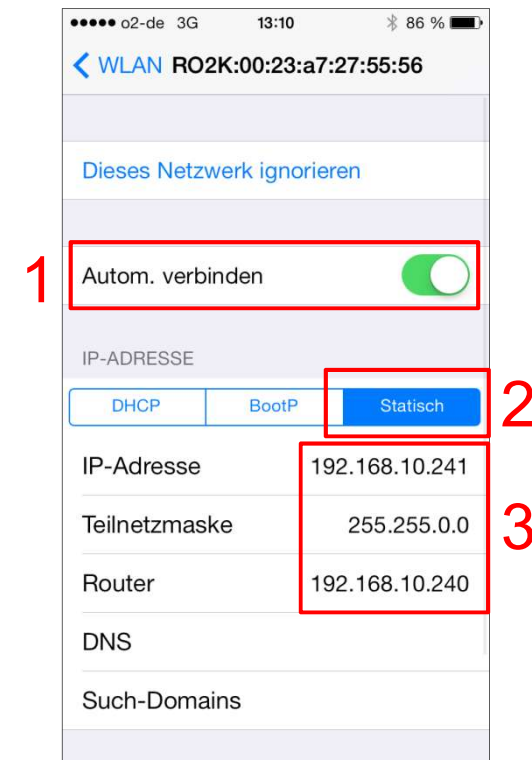 o2-de 3G 13:10 86 %
WLAN RO2K:00:23:a7:27:55:56
Dieses Netzwerk ignorieren
1 Autom. verbinden
IP-ADRESSE
DHCP BootP Statisch 2
IP-Adresse 192.168.10.241
Teilnetzmaske 255.255.0.0 3
Router 192.168.10.240
DNS
Such-Domains